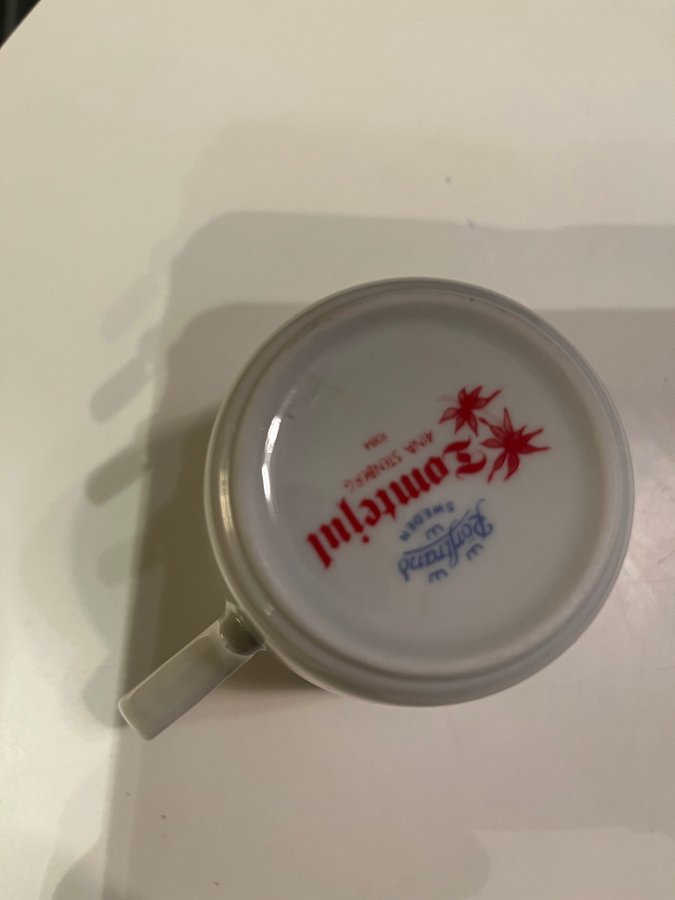 Rörstrand
SWEDEN
Tomtejul
AINA STENBERG